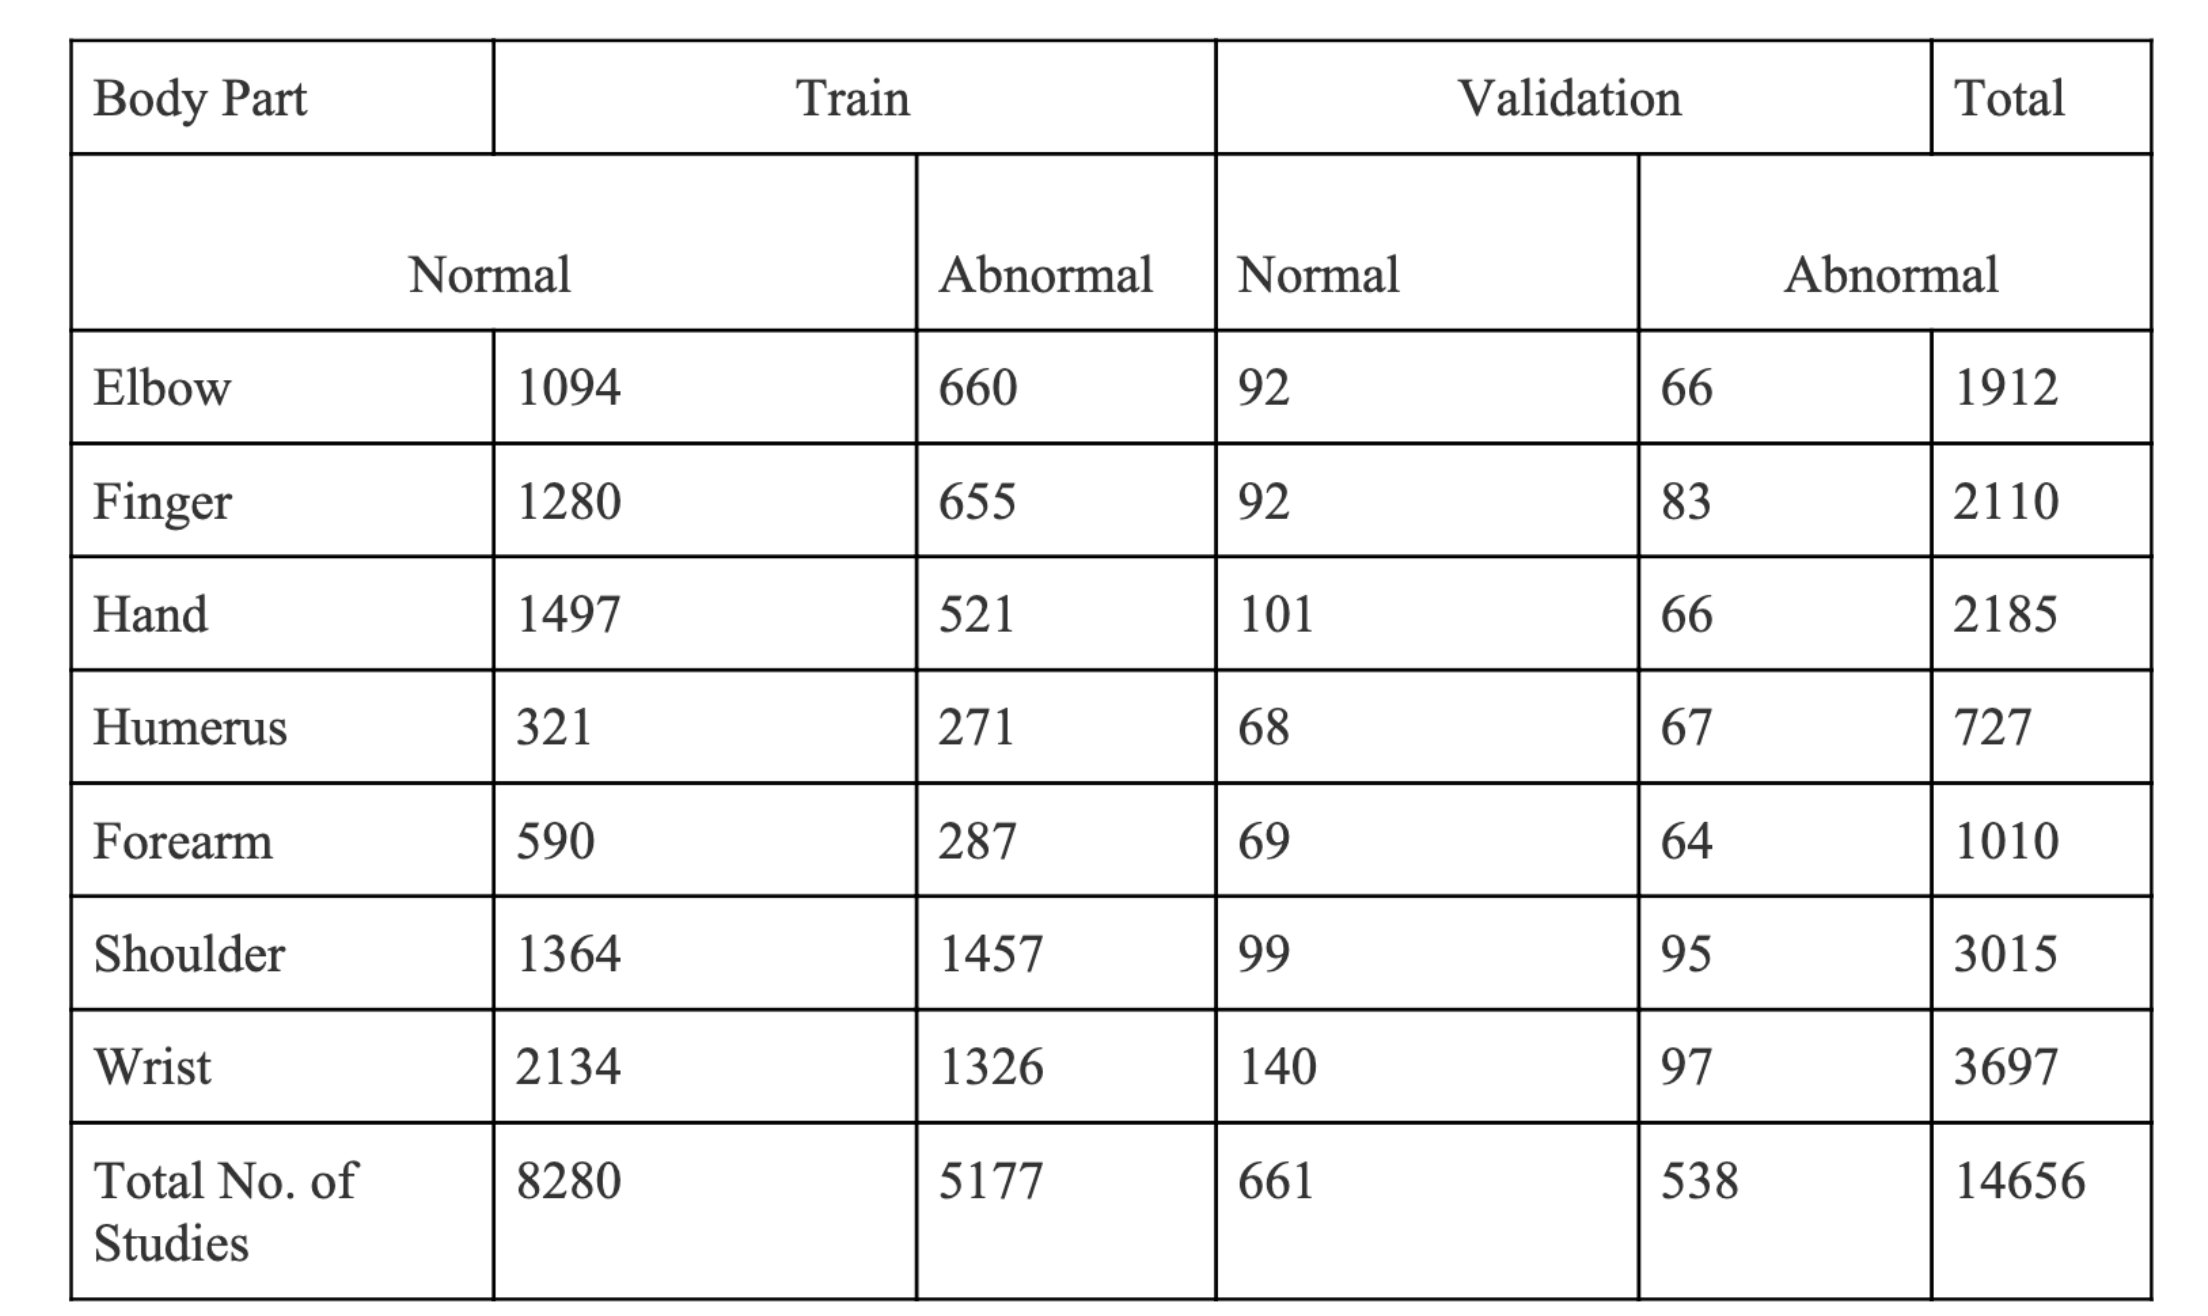 Body Part Train Validation Total
Normal Abnormal Normal Abnormal
Elbow 1094 660 92 66 1912
Finger 1280 655 92 83 2110
Hand 1497 521 101 66 2185
Humerus 321 271 68 67 727
Forearm 590 287 69 64 1010
Shoulder 1364 1457 99 95 3015
Wrist 2134 1326 140 97 3697
Total No. of 8280 5177 661 538 14656
Studies